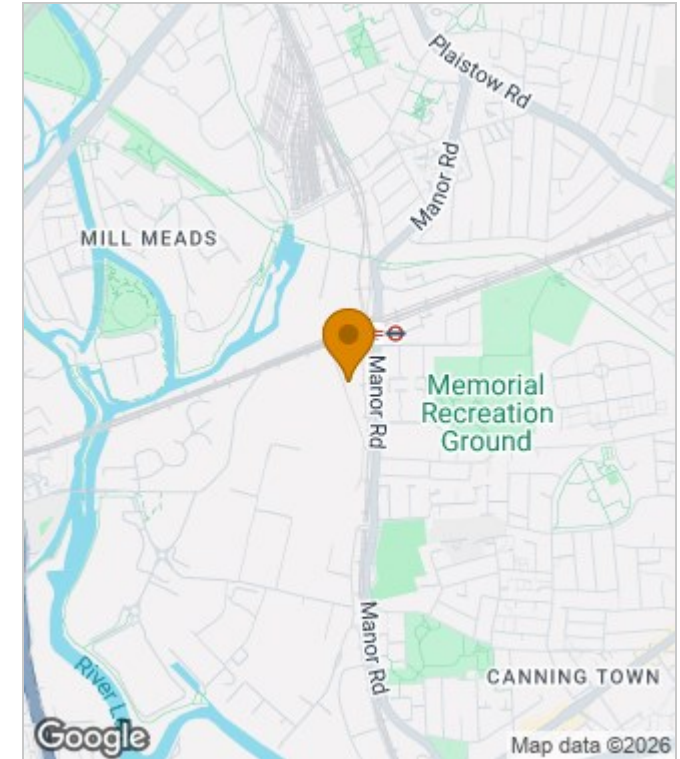 Plaistow Rd
Manor Rd
MILL MEADS
Manor Rd
Memorial
Recreation
Ground
Manor Rd
CANNING TOWN
River Le
Google
Map data ©2026